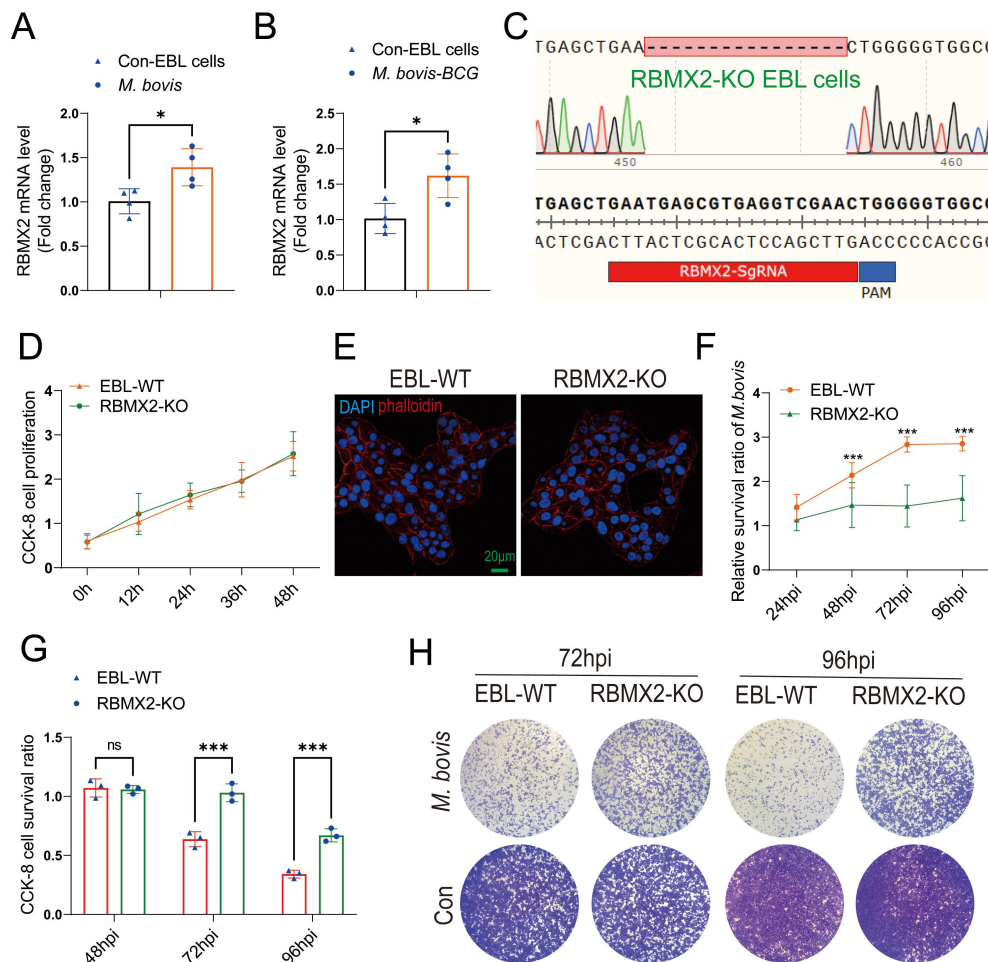 A
Con-EBL cells
M. bovis
RBMX2 mRNA level
(Fold change)
2.0
1.5
1.0
0.5
0.0
*
B
Con-EBL cells
M. bovis-BCG
RBMX2 mRNA level
(Fold change)
2.5
2.0
1.5
1.0
0.5
0.0
*
C
TGAGCTGAA----------------CTGGGGGTGGCC
RBMX2-KO EBL cells
450
460
TGAGCTGAATGAGCGTGAGGTCGAACTGGGGGTGGCC
ACTCGACTTACTCGCACTCCAGCTTGACCCCCACCGG
RBMX2-SgRNA
PAM
D
EBL-WT
RBMX2-KO
CCK-8 cell proliferation
4
3
2
1
0
0h
12h
24h
36h
48h
E
EBL-WT
RBMX2-KO
DAPI phalloidin
20μm
F
EBL-WT
RBMX2-KO
Relative survival ratio of M.bovis
4
3
2
1
0
***
***
***
24hpi
48hpi
72hpi
96hpi
G
EBL-WT
RBMX2-KO
CCK-8 cell survival ratio
1.5
1.0
0.5
0.0
ns
***
***
48hpi
72hpi
96hpi
H
72hpi
96hpi
EBL-WT
RBMX2-KO
EBL-WT
RBMX2-KO
M. bovis
Con